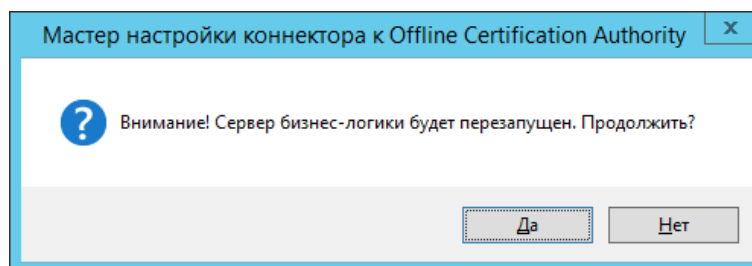 Мастер настройки коннектора к Offline Certification Authority
Внимание! Сервер бизнес-логики будет перезапущен. Продолжить?
Да
Нет